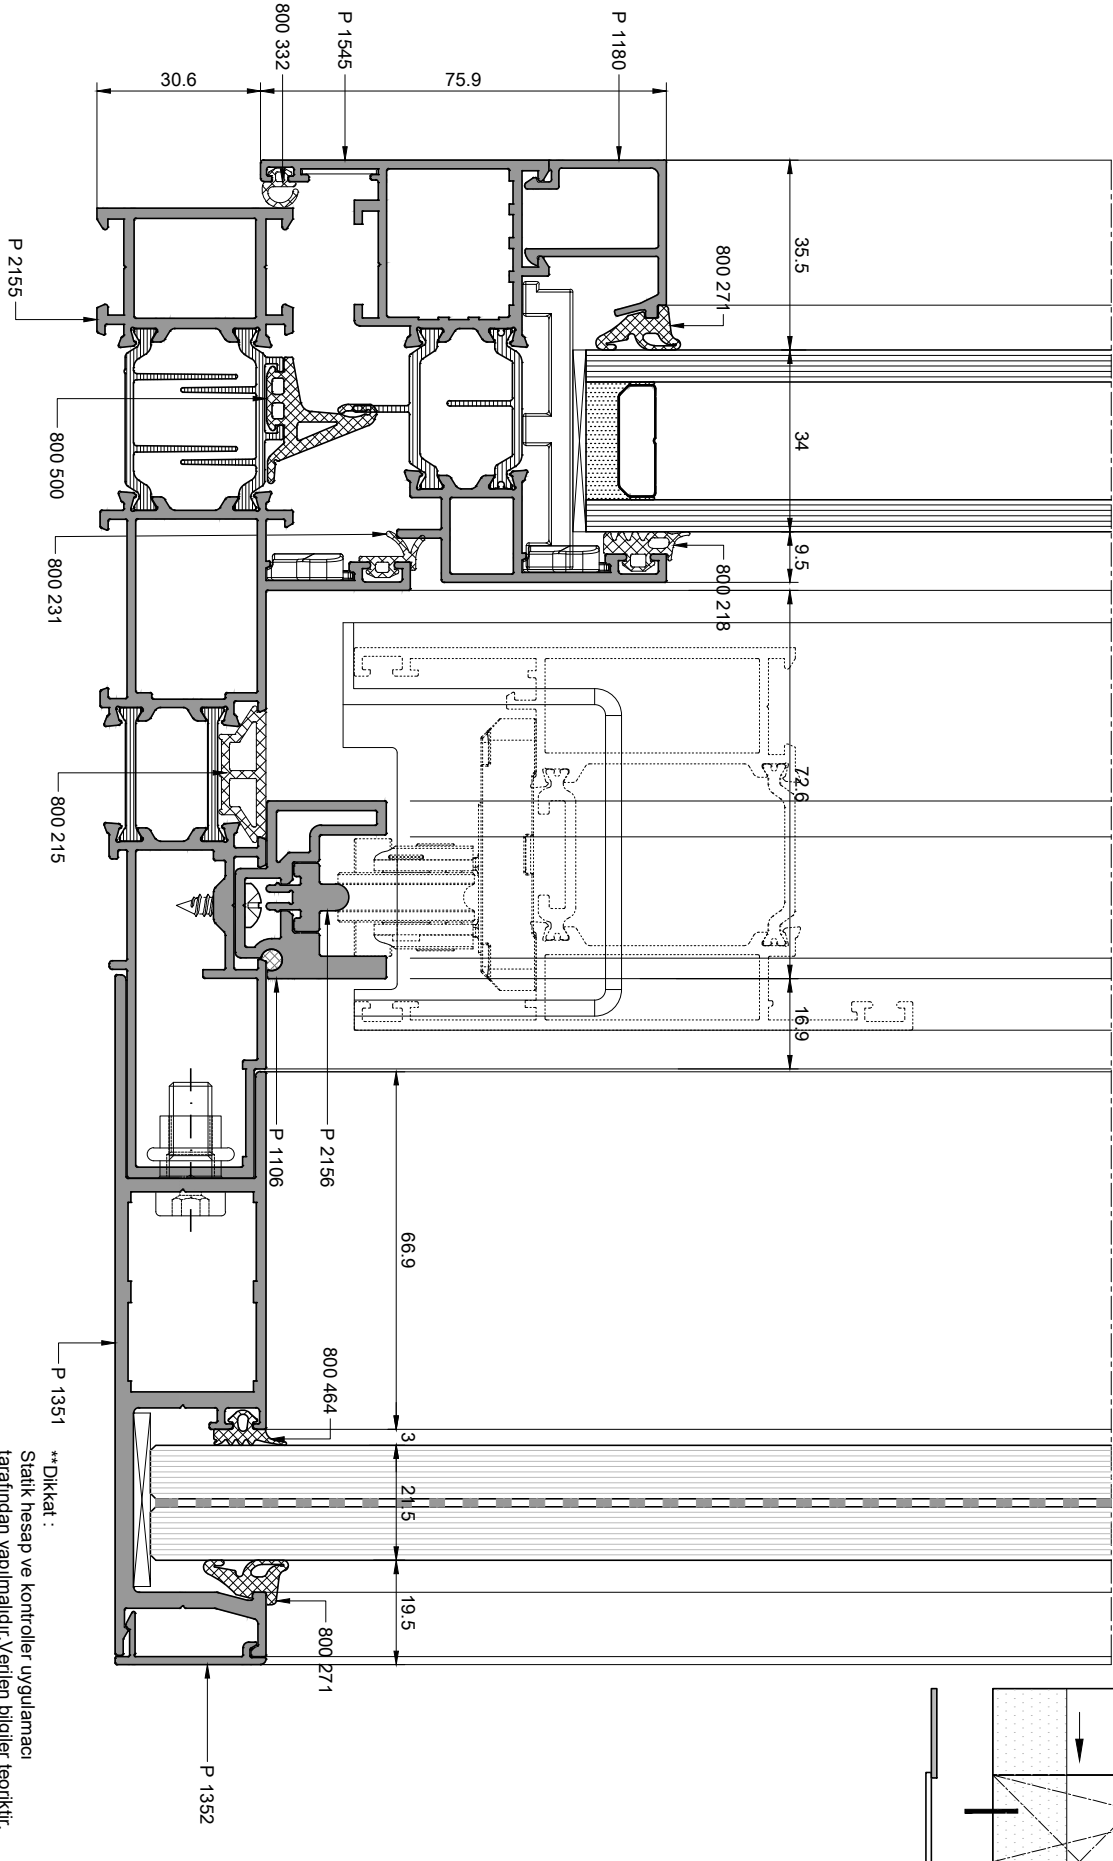 800 332
P 1545
P 1180
30.6
75.9
35.5
800 271
P 2155
34
800 500
9.5
800 218
800 231
72.6
800 215
16.9
P 1106
P 2156
66.9
800 464
P 1351
3
21.5
19.5
800 271
P 1352
**Dikkat :
Statik hesap ve kontroller uygulamacı
tarafından yapılmalıdır.Verilen bilgiler teoriktir.